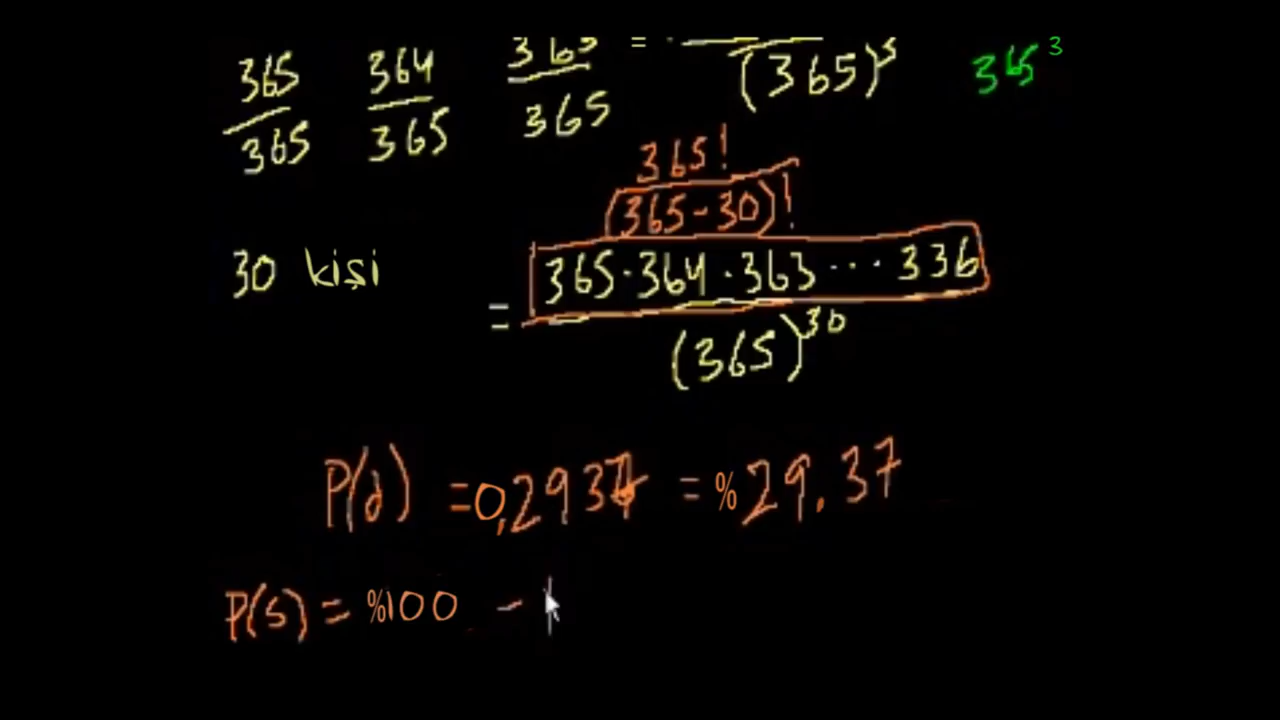 365 364 363 =
365 365 365 (365)³ 365³
365!
(365-30)!
30 kişi = 365·364·363···336
(365)³⁰
P(d) =0,2937 = %29.37
P(s) = %100 -